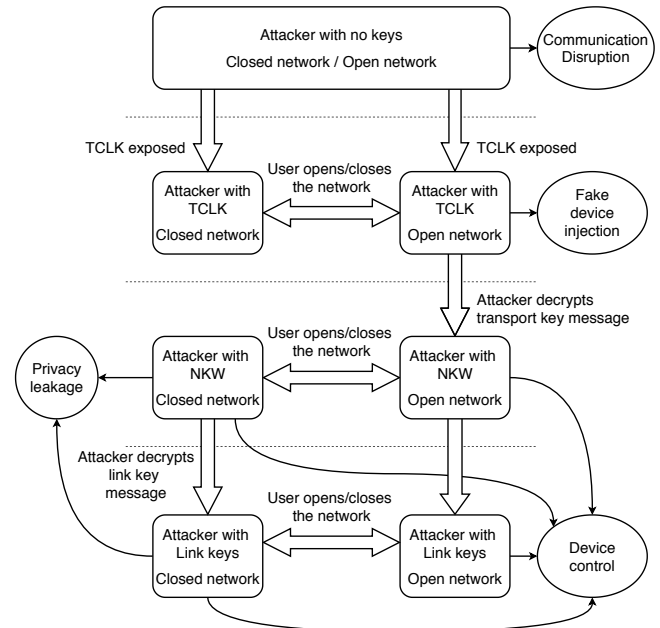 Attacker with no keys
Closed network / Open network
Communication
Disruption
TCLK exposed
TCLK exposed
User opens/closes
the network
Attacker with
TCLK
Closed network
Attacker with
TCLK
Open network
Fake
device
injection
Attacker decrypts
transport key message
User opens/closes
the network
Privacy
leakage
Attacker with
NKW
Closed network
Attacker with
NKW
Open network
Attacker decrypts
link key
message
User opens/closes
the network
Attacker with
Link keys
Closed network
Attacker with
Link keys
Open network
Device
control